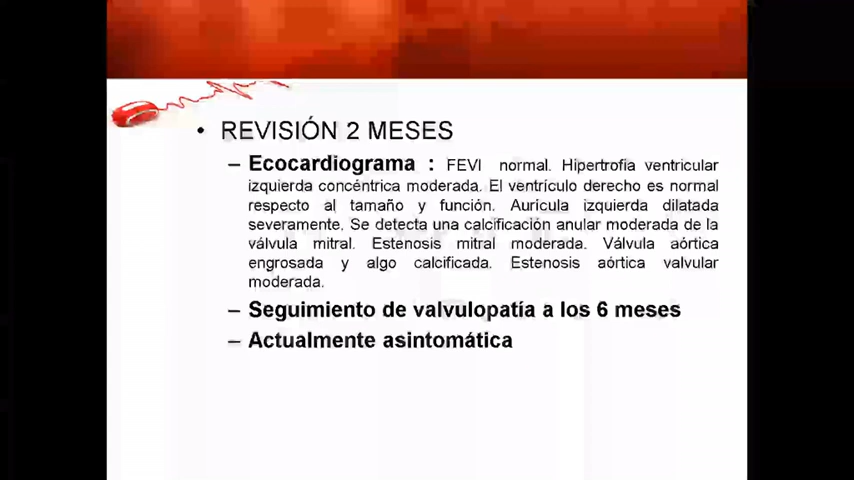 • REVISIÓN 2 MESES
– Ecocardiograma : FEVI normal. Hipertrofia ventricular
izquierda concéntrica moderada. El ventrículo derecho es normal
respecto al tamaño y función. Aurícula izquierda dilatada
severamente. Se detecta una calcificación anular moderada de la
válvula mitral. Estenosis mitral moderada. Válvula aórtica
engrosada y algo calcificada. Estenosis aórtica valvular
moderada.
– Seguimiento de valvulopatía a los 6 meses
– Actualmente asintomática